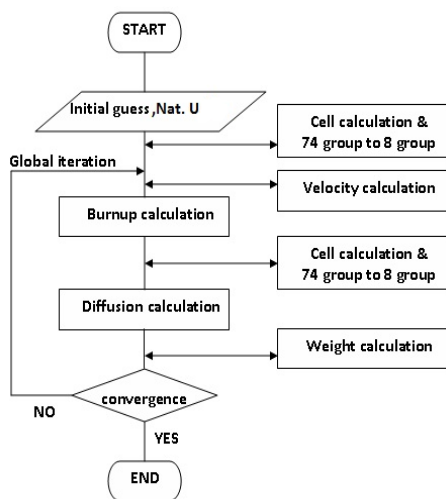 START
Initial guess ,Nat. U
Cell calculation &
74 group to 8 group
Global iteration
Velocity calculation
Burnup calculation
Cell calculation &
74 group to 8 group
Diffusion calculation
Weight calculation
convergence
NO
YES
END